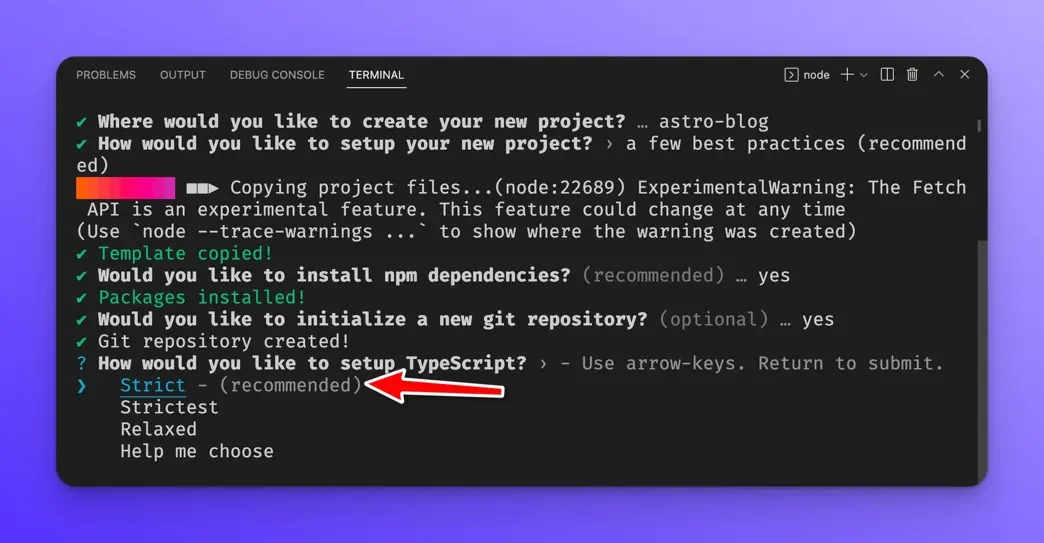 PROBLEMS OUTPUT DEBUG CONSOLE TERMINAL node
✔ Where would you like to create your new project? … astro-blog
✔ How would you like to setup your new project? › a few best practices (recommend
ed)
■■▶ Copying project files...(node:22689) ExperimentalWarning: The Fetch
API is an experimental feature. This feature could change at any time
(Use `node --trace-warnings ...` to show where the warning was created)
✔ Template copied!
✔ Would you like to install npm dependencies? (recommended) … yes
✔ Packages installed!
✔ Would you like to initialize a new git repository? (optional) … yes
✔ Git repository created!
? How would you like to setup TypeScript? › - Use arrow-keys. Return to submit.
❯ Strict - (recommended)
Strictest
Relaxed
Help me choose